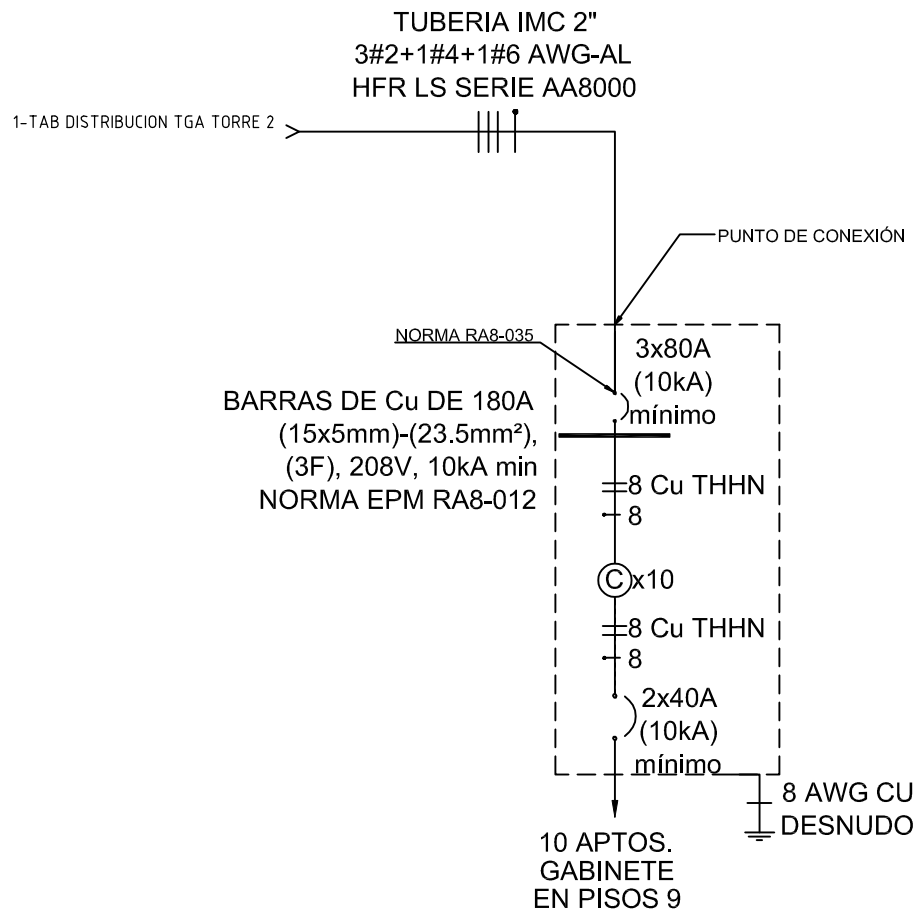 TUBERIA IMC 2"
3#2+1#4+1#6 AWG-AL
HFR LS SERIE AA8000
1-TAB DISTRIBUCION TGA TORRE 2
PUNTO DE CONEXIÓN
NORMA RA8-035
3x80A
(10kA)
mínimo
BARRAS DE Cu DE 180A
(15x5mm)-(23.5mm²),
(3F), 208V, 10kA min
NORMA EPM RA8-012
8 Cu THHN
8
C x10
8 Cu THHN
8
2x40A
(10kA)
mínimo
8 AWG CU
DESNUDO
10 APTOS.
GABINETE
EN PISOS 9